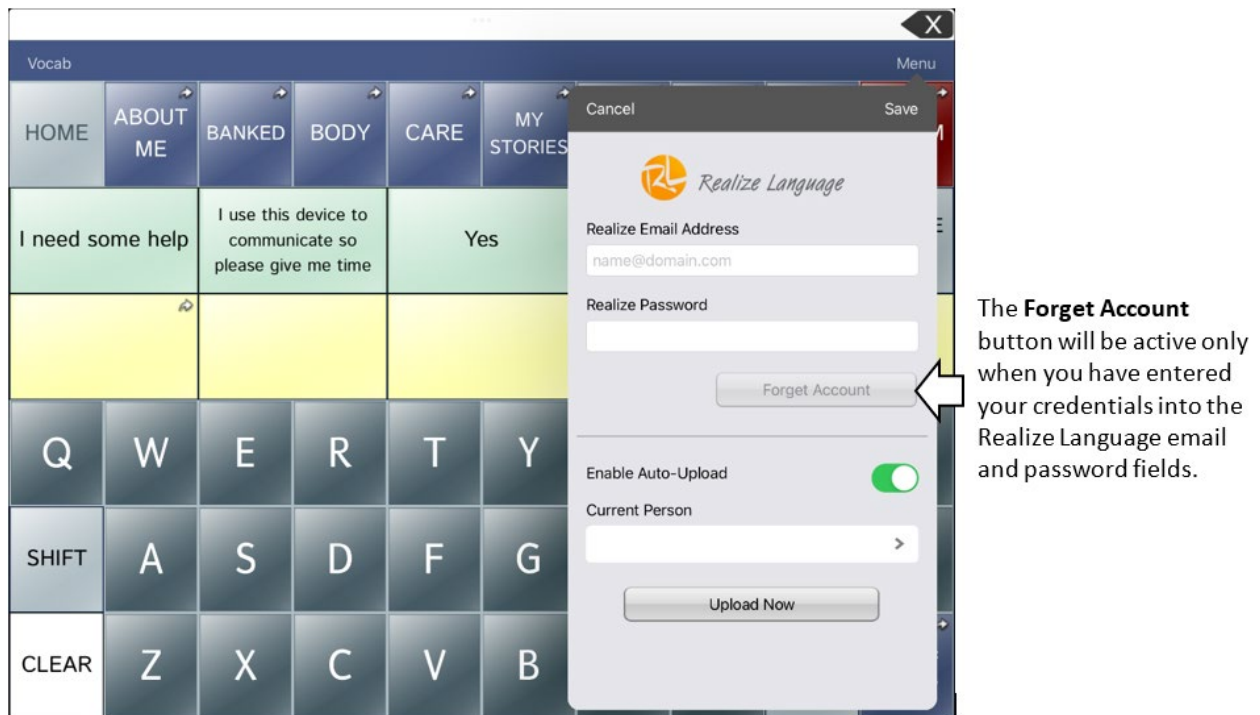 X
Vocab
Menu
HOME
ABOUT
ME
BANKED
BODY
CARE
MY
STORIES
I need some help
I use this device to
communicate so
please give me time
Yes
Q
W
E
R
T
Y
SHIFT
A
S
D
F
G
CLEAR
Z
X
C
V
B
Cancel
Save
RL
Realize Language
Realize Email Address
name@domain.com
Realize Password
Forget Account
Enable Auto-Upload
Current Person
Upload Now
The Forget Account
button will be active only
when you have entered
your credentials into the
Realize Language email
and password fields.